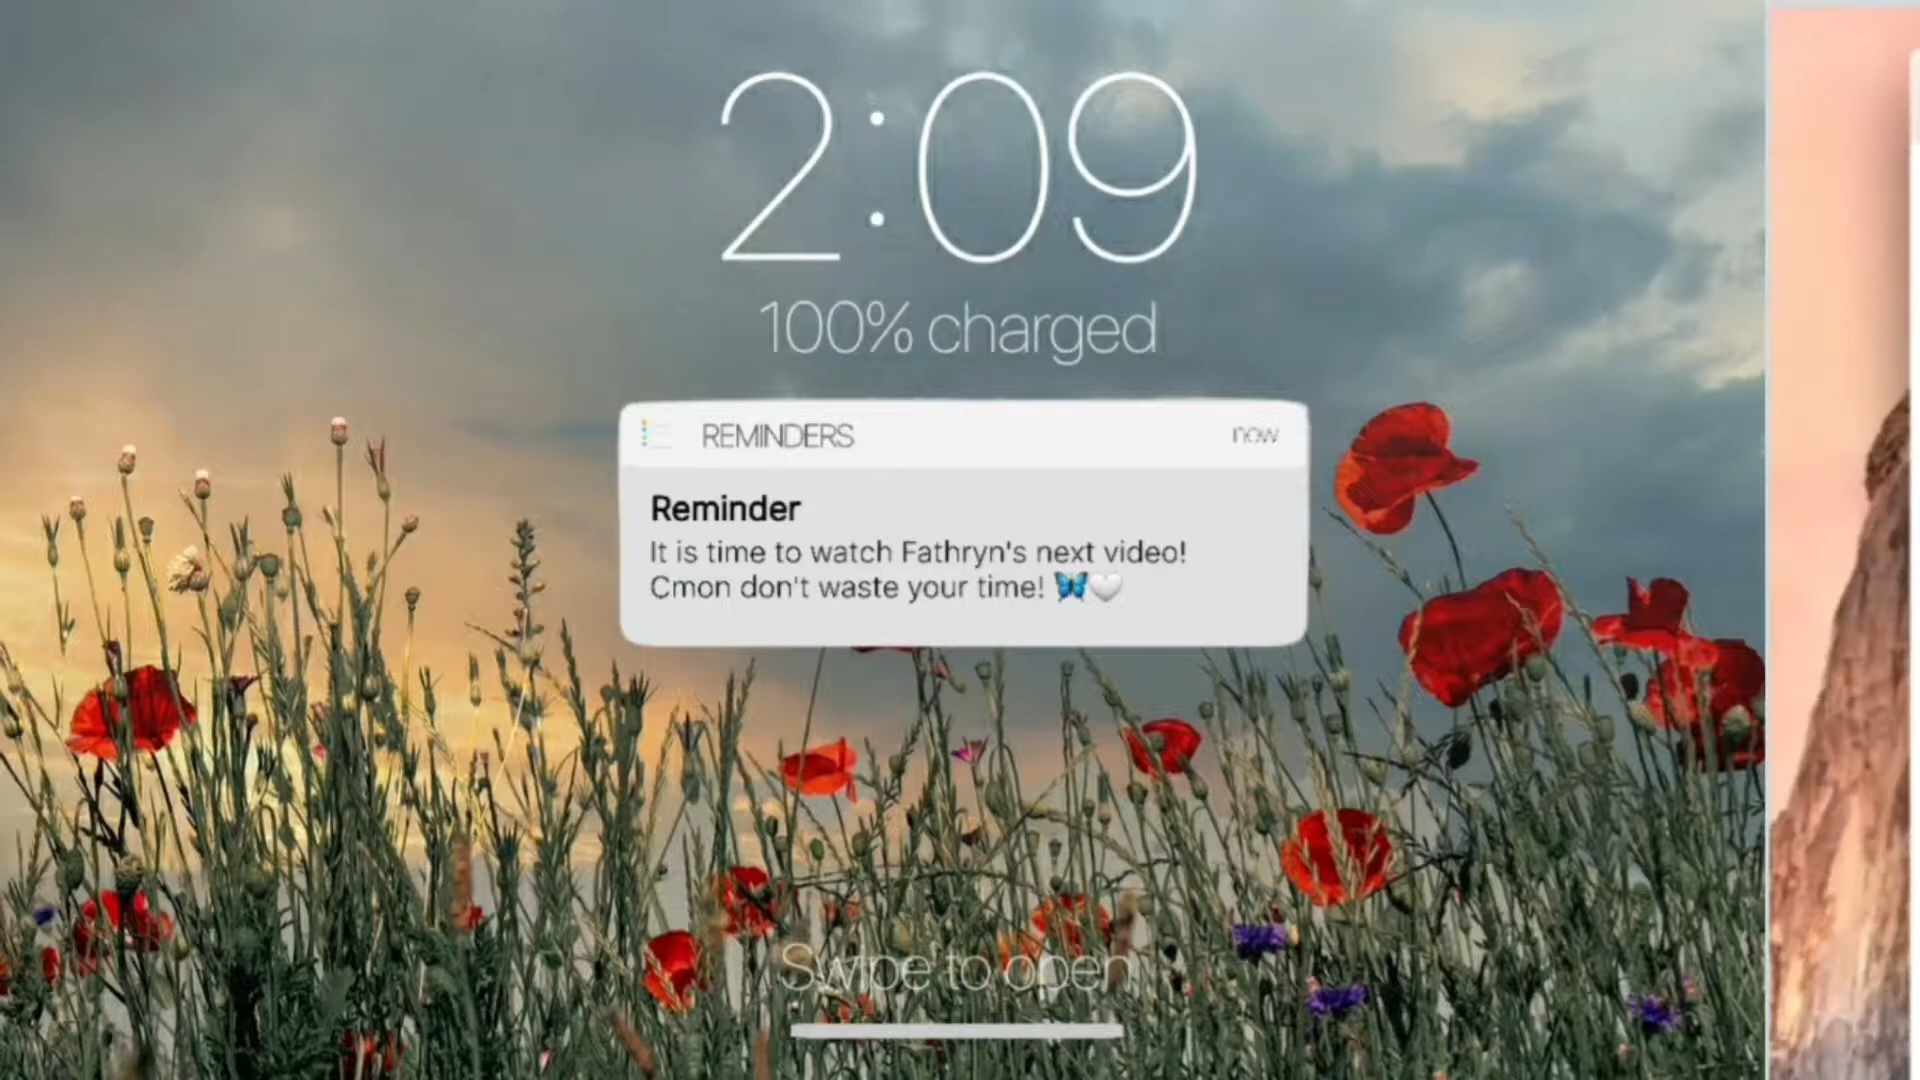 2:09
100% charged
REMINDERS now
Reminder
It is time to watch Fathryn's next video!
Cmon don't waste your time! 🦋🤍
Swipe to open